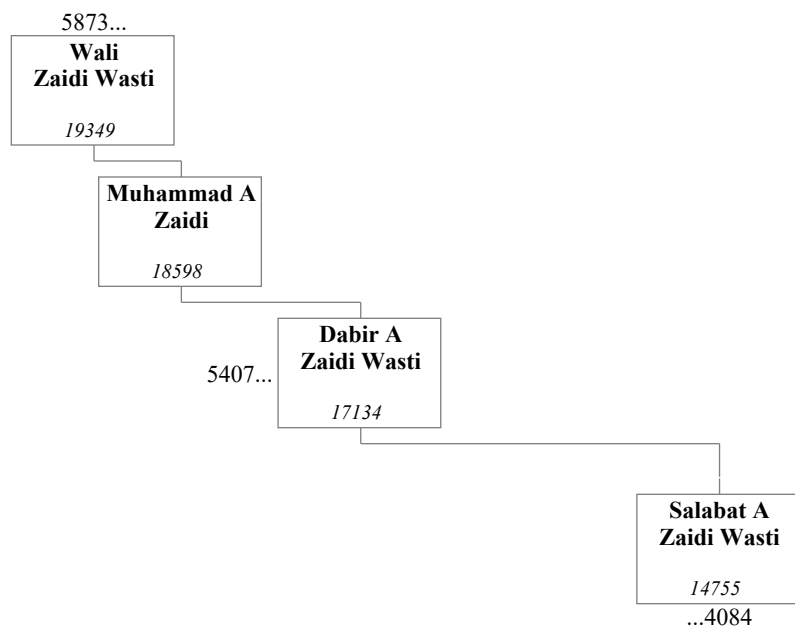 5873...
Wali
Zaidi Wasti
19349
Muhammad A
Zaidi
18598
Dabir A
Zaidi Wasti
5407...
17134
Salabat A
Zaidi Wasti
14755
...4084